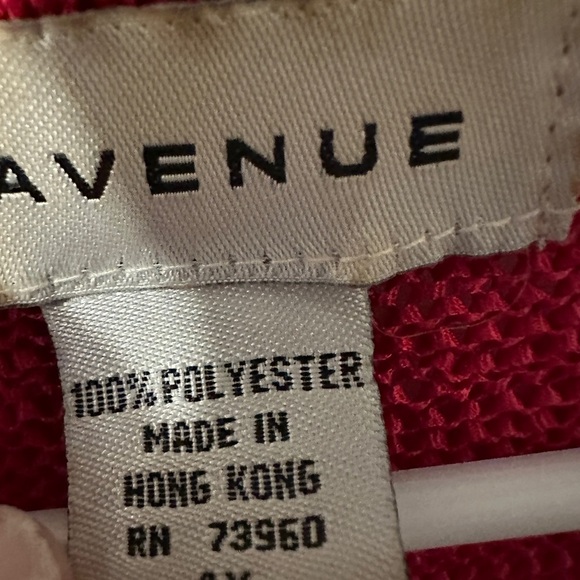 AVENUE
100% POLYESTER
MADE IN
HONG KONG
RN 73960